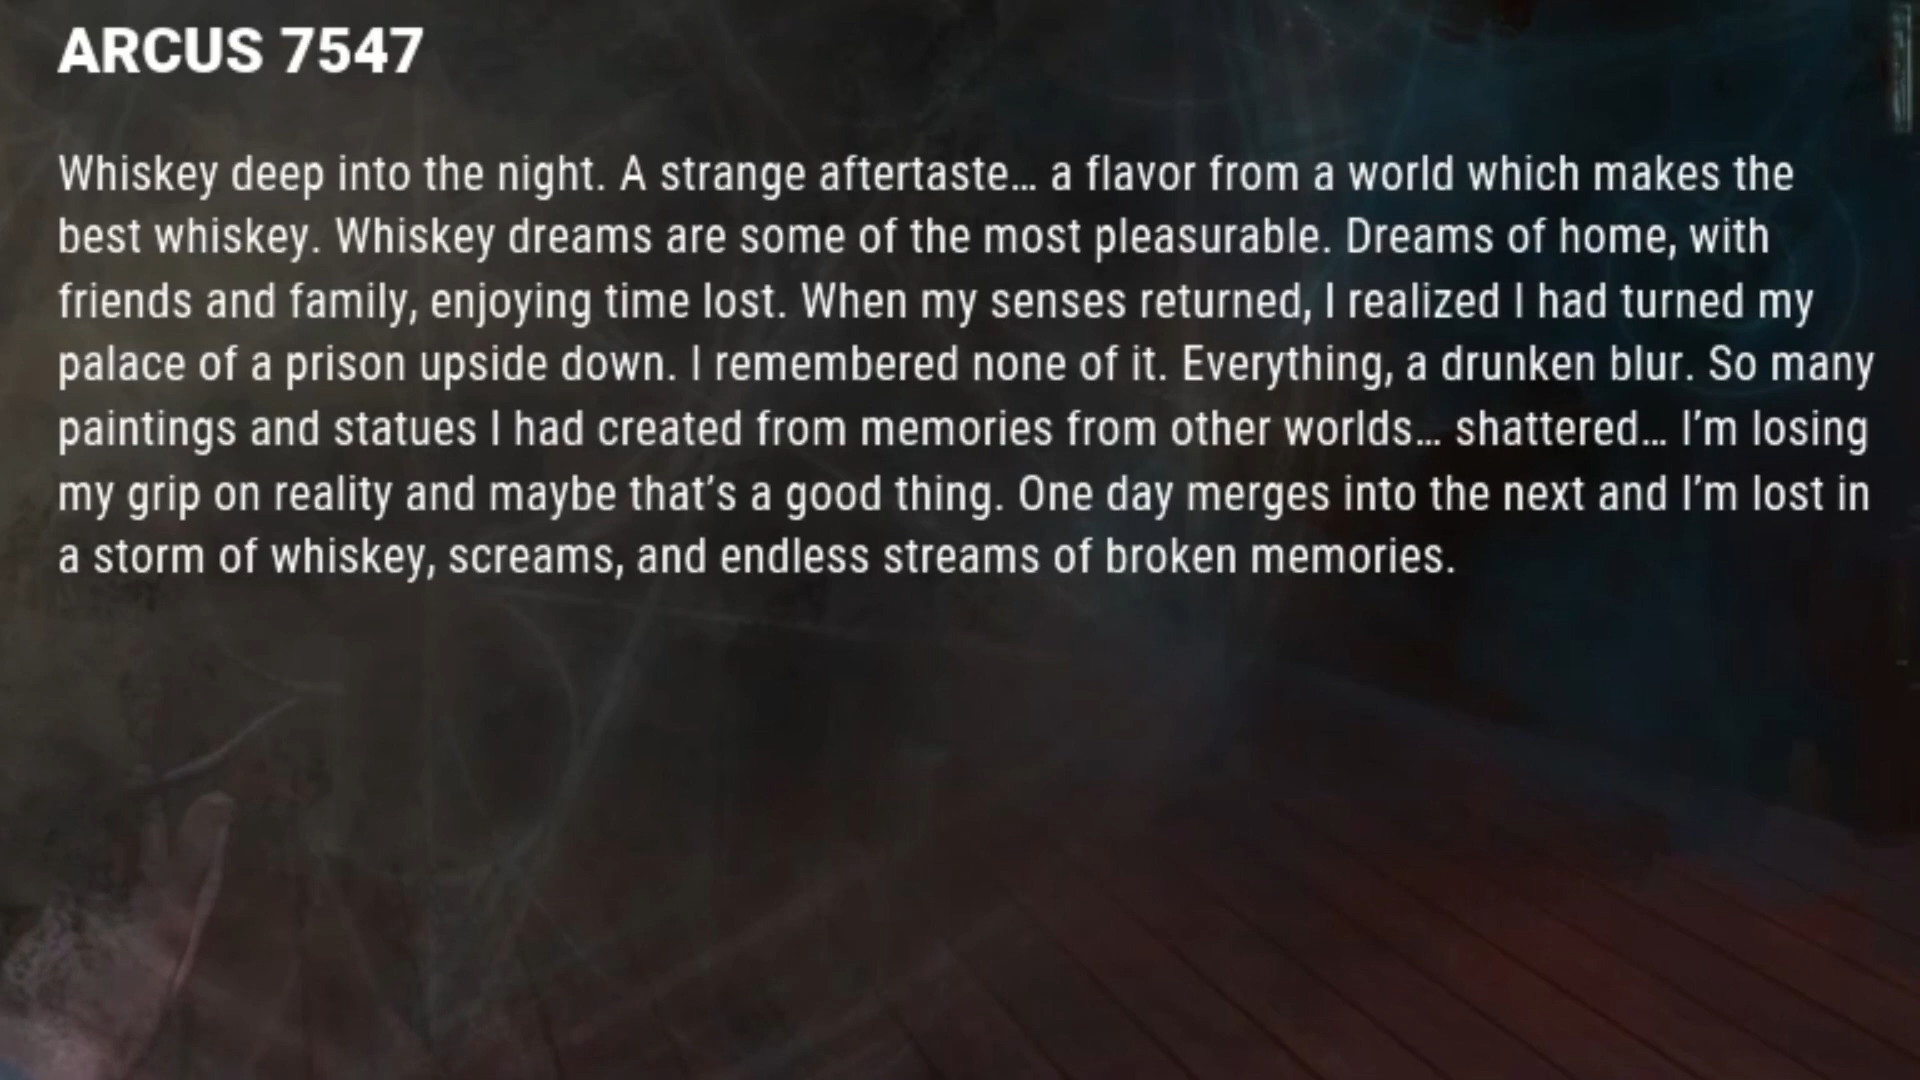 ARCUS 7547
Whiskey deep into the night. A strange aftertaste… a flavor from a world which makes the
best whiskey. Whiskey dreams are some of the most pleasurable. Dreams of home, with
friends and family, enjoying time lost. When my senses returned, I realized I had turned my
palace of a prison upside down. I remembered none of it. Everything, a drunken blur. So many
paintings and statues I had created from memories from other worlds… shattered… I’m losing
my grip on reality and maybe that’s a good thing. One day merges into the next and I’m lost in
a storm of whiskey, screams, and endless streams of broken memories.